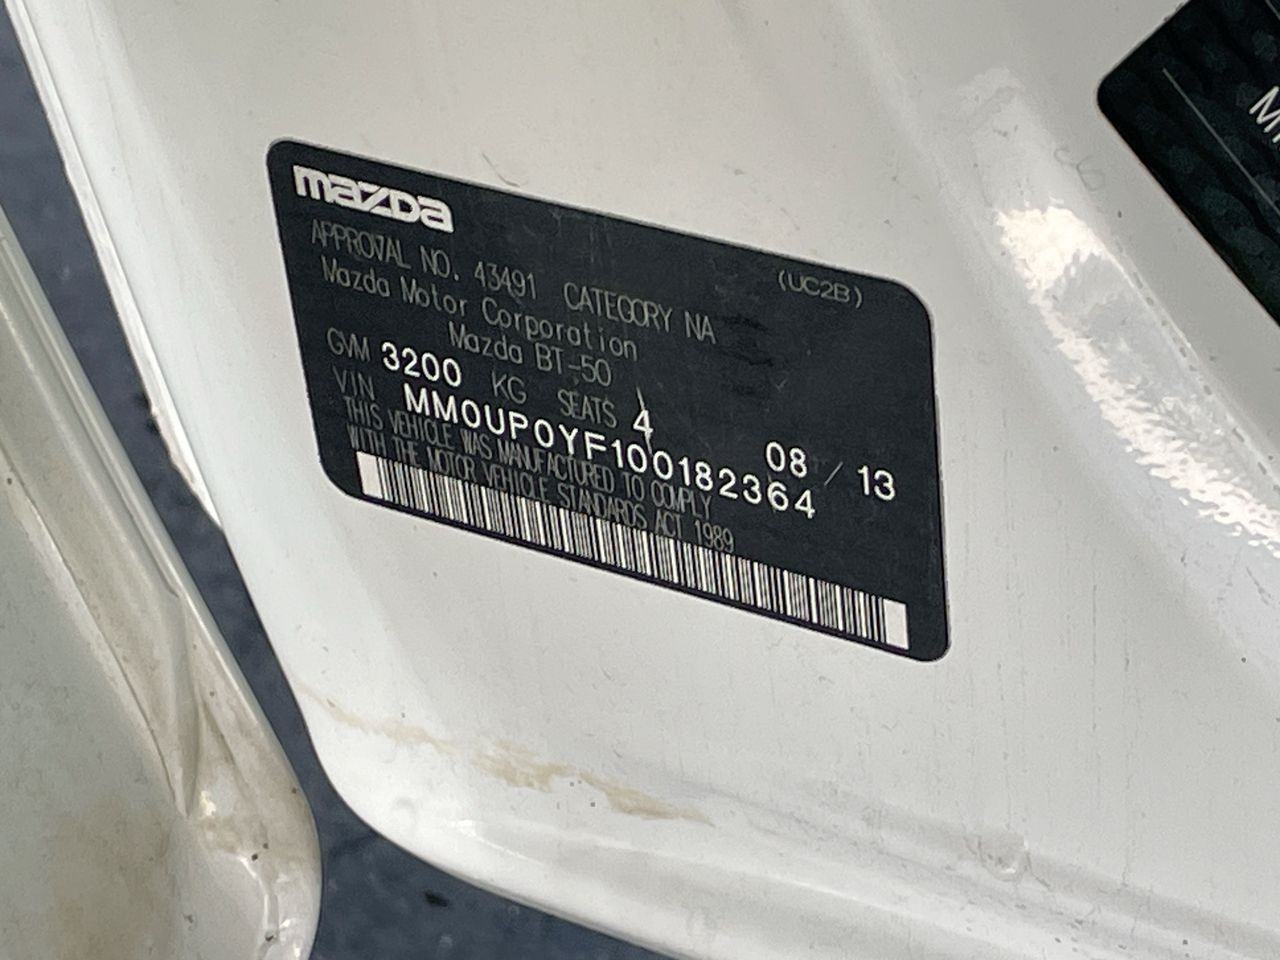 mazda
(UC2B)
APPROVAL NO. 43491 CATEGORY NA
Mazda Motor Corporation
Mazda BT-50
GVM 3200 KG SEATS 4 08 / 13
VIN MM0UP0YF100182364
THIS VEHICLE WAS MANUFACTURED TO COMPLY
WITH THE MOTOR VEHICLE STANDARDS ACT 1989